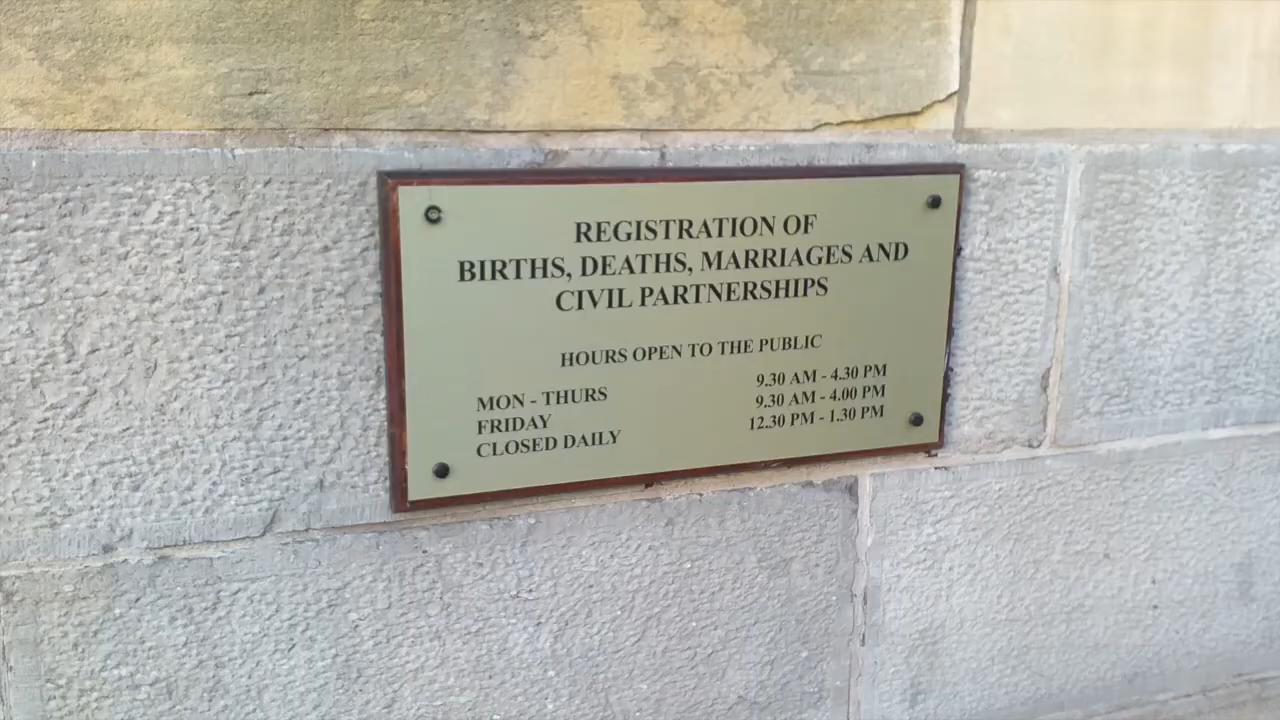 REGISTRATION OF
BIRTHS, DEATHS, MARRIAGES AND
CIVIL PARTNERSHIPS
HOURS OPEN TO THE PUBLIC
MON - THURS 9.30 AM - 4.30 PM
FRIDAY 9.30 AM - 4.00 PM
CLOSED DAILY 12.30 PM - 1.30 PM